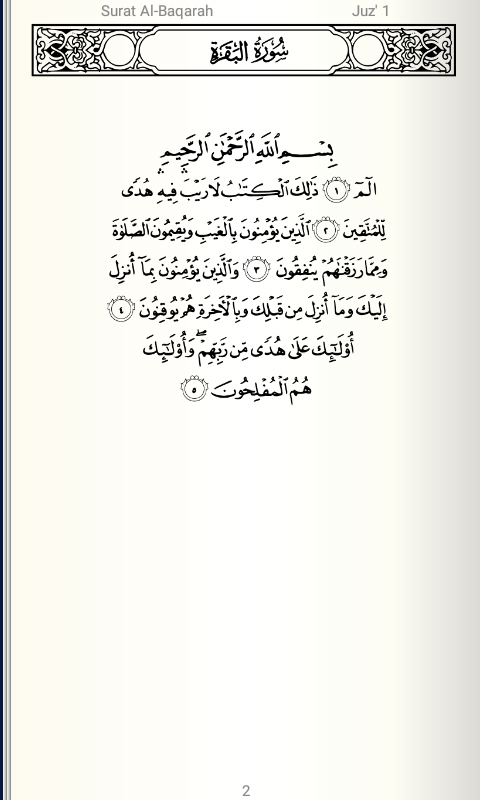 Surat Al-Baqarah Juz' 1
سُورَةُ البَقَرَةِ
بِسْمِ ٱللَّهِ ٱلرَّحْمَٰنِ ٱلرَّحِيمِ
الٓمٓ ١ ذَٰلِكَ ٱلْكِتَٰبُ لَا رَيْبَ ۛ فِيهِ ۛ هُدًى
لِّلْمُتَّقِينَ ٢ ٱلَّذِينَ يُؤْمِنُونَ بِٱلْغَيْبِ وَيُقِيمُونَ ٱلصَّلَوٰةَ
وَمِمَّا رَزَقْنَٰهُمْ يُنفِقُونَ ٣ وَٱلَّذِينَ يُؤْمِنُونَ بِمَآ أُنزِلَ
إِلَيْكَ وَمَآ أُنزِلَ مِن قَبْلِكَ وَبِٱلْءَاخِرَةِ هُمْ يُوقِنُونَ ٤
أُو۟لَٰٓئِكَ عَلَىٰ هُدًى مِّن رَّبِّهِمْ ۖ وَأُو۟لَٰٓئِكَ
هُمُ ٱلْمُفْلِحُونَ ٥
2